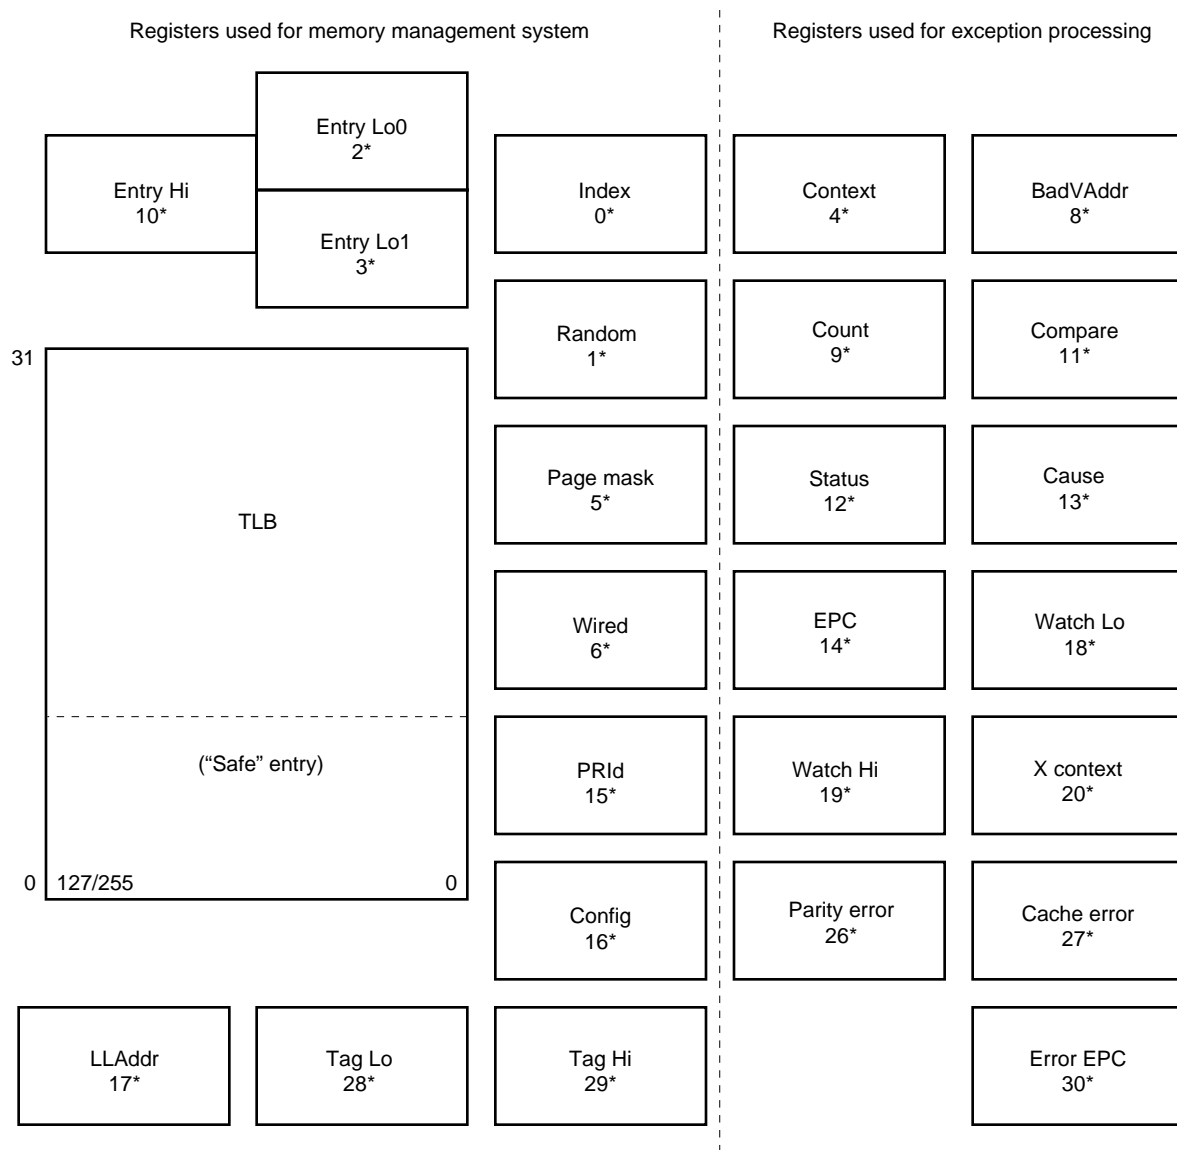 Registers used for memory management system
Registers used for exception processing
Entry Lo0
2*
Entry Hi
10*
Entry Lo1
3*
Index
0*
Context
4*
BadVAddr
8*
Random
1*
Count
9*
Compare
11*
31
TLB
Page mask
5*
Status
12*
Cause
13*
Wired
6*
EPC
14*
Watch Lo
18*
(“Safe” entry)
PRId
15*
Watch Hi
19*
X context
20*
0
127/255
0
Config
16*
Parity error
26*
Cache error
27*
LLAddr
17*
Tag Lo
28*
Tag Hi
29*
Error EPC
30*